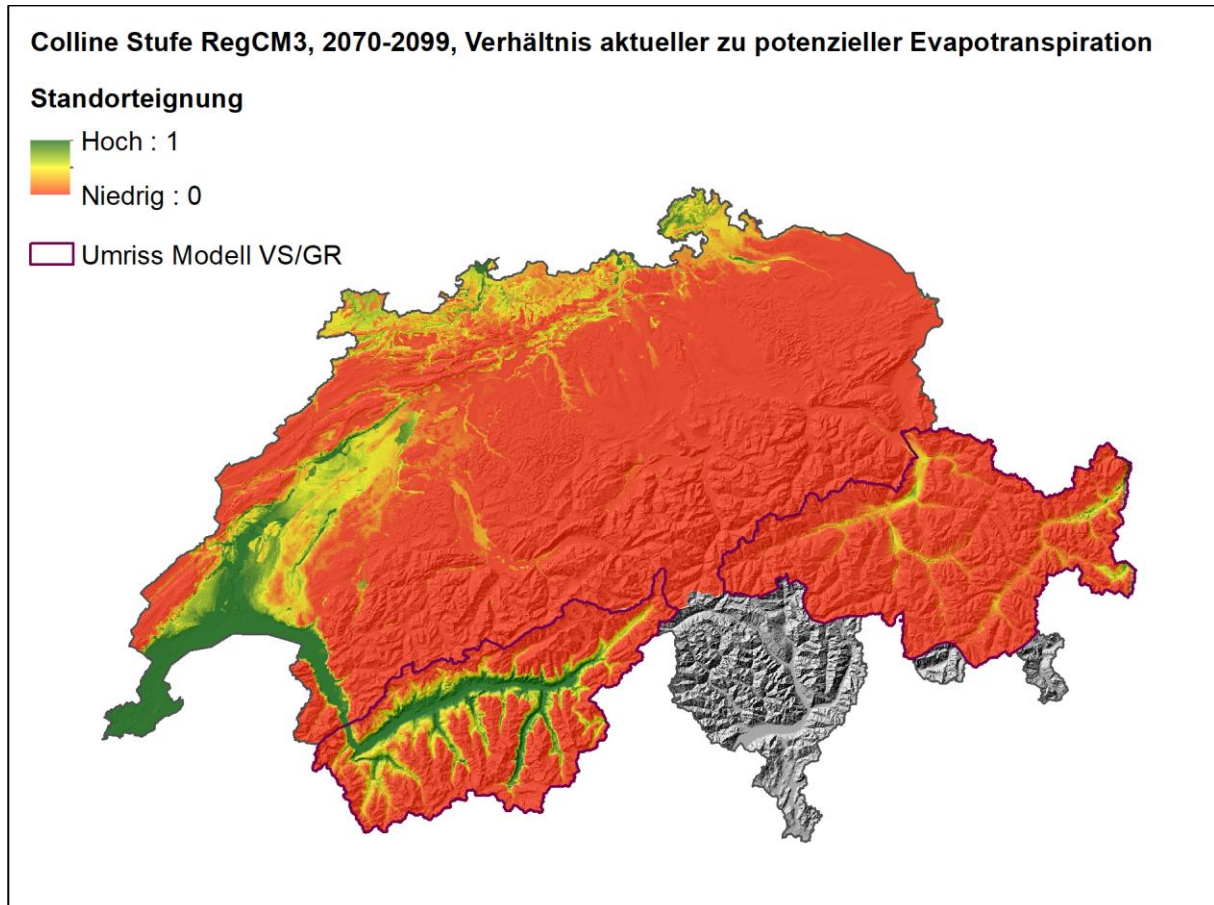 Colline Stufe RegCM3, 2070-2099, Verhältnis aktueller zu potenzieller Evapotranspiration
Standorteignung
Hoch : 1
Niedrig : 0
Umriss Modell VS/GR